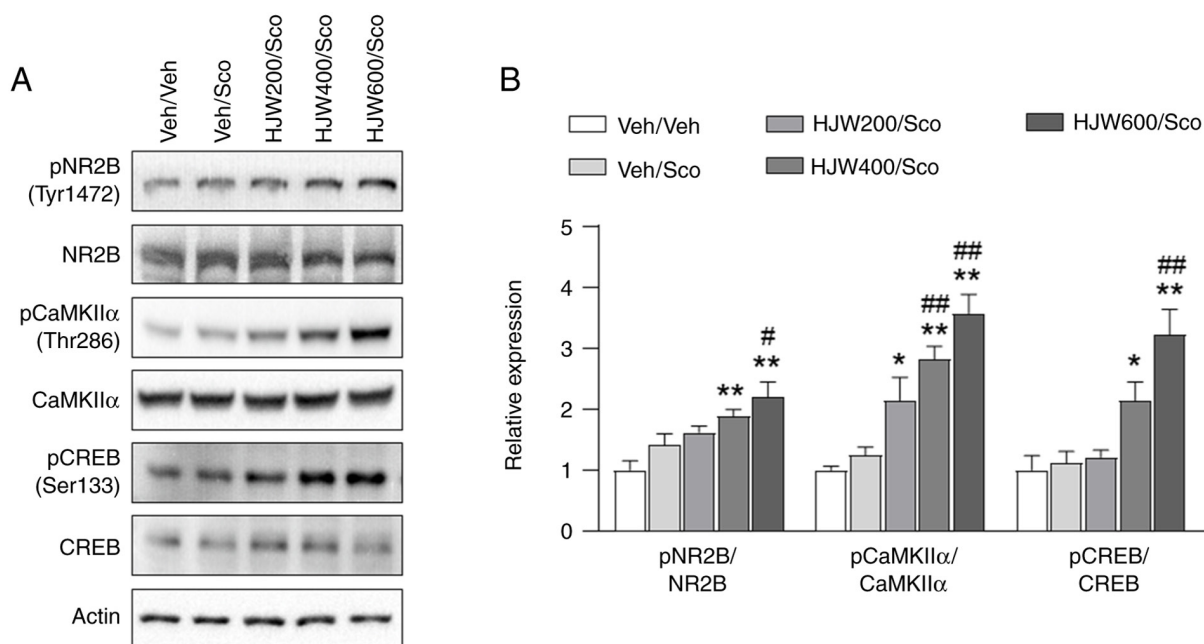 A
Veh/Veh
Veh/Sco
HJW200/Sco
HJW400/Sco
HJW600/Sco
pNR2B
(Tyr1472)
NR2B
pCaMKIIα
(Thr286)
CaMKIIα
pCREB
(Ser133)
CREB
Actin
B
Veh/Veh
HJW200/Sco
HJW600/Sco
Veh/Sco
HJW400/Sco
Relative expression
5
4
3
2
1
0
**
#
**
*
##
**
##
**
*
##
**
pNR2B/
NR2B
pCaMKIIα/
CaMKIIα
pCREB/
CREB